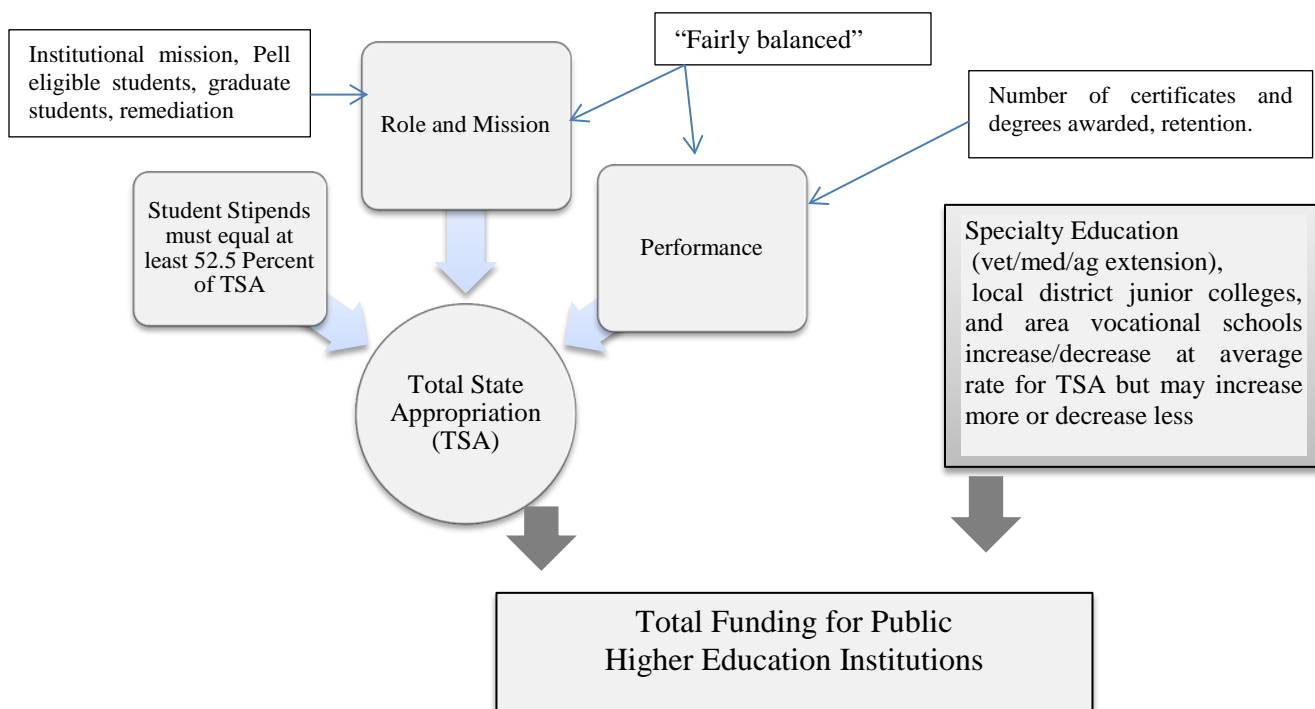 Institutional mission, Pell
eligible students, graduate
students, remediation
“Fairly balanced”
Number of certificates and
degrees awarded, retention.
Role and Mission
Student Stipends
must equal at
least 52.5 Percent
of TSA
Performance
Specialty Education
(vet/med/ag extension),
local district junior colleges,
and area vocational schools
increase/decrease at average
rate for TSA but may increase
more or decrease less
Total State
Appropriation
(TSA)
Total Funding for Public
Higher Education Institutions